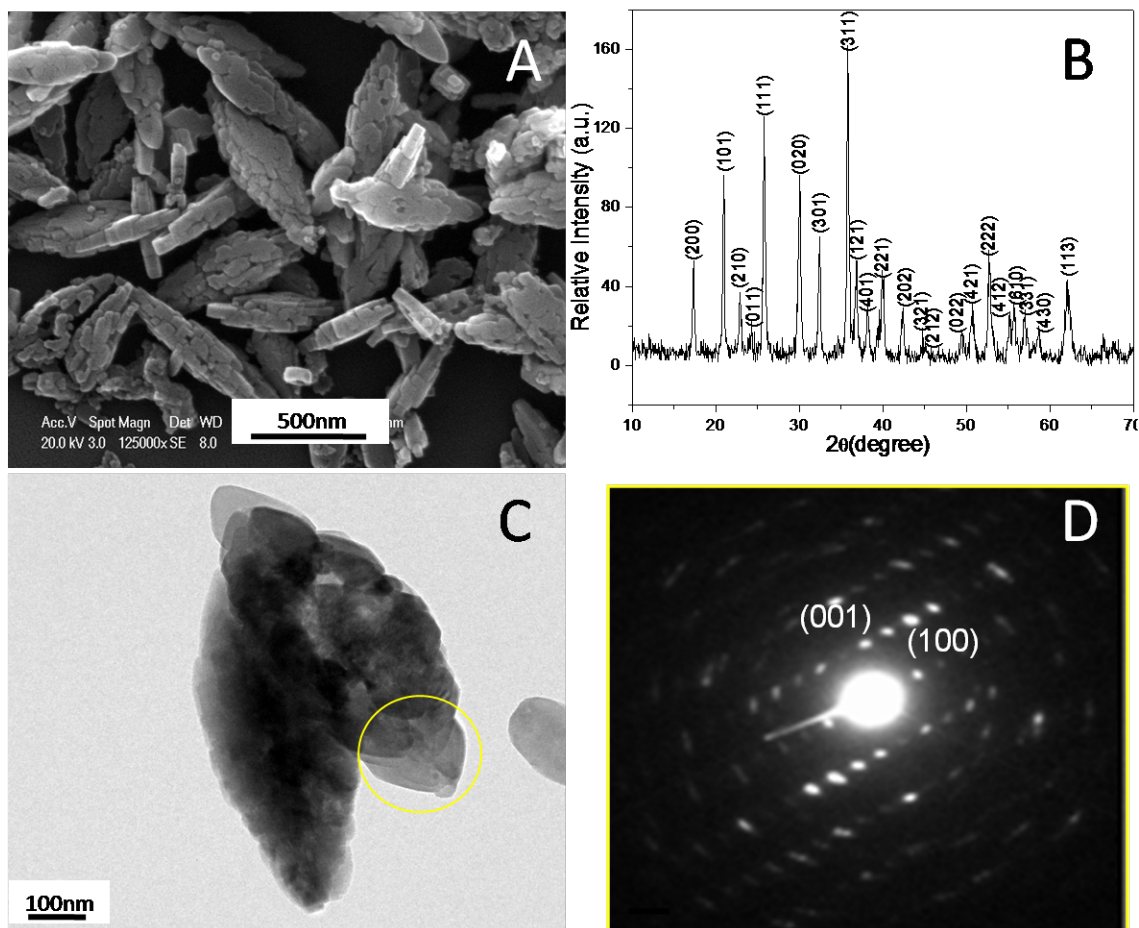 A
Acc.V Spot Magn Det WD
20.0 kV 3.0 125000x SE 8.0
500nm
nm
B
Relative Intensity (a.u.)
160
120
80
40
0
(200)
(101)
(210)
(011)
(111)
(020)
(301)
(311)
(121)
(401)
(221)
(202)
(321)
(212)
(022)
(421)
(222)
(412)
(610)
(331)
(430)
(113)
10 20 30 40 50 60 70
2θ(degree)
C
100nm
D
(001)
(100)